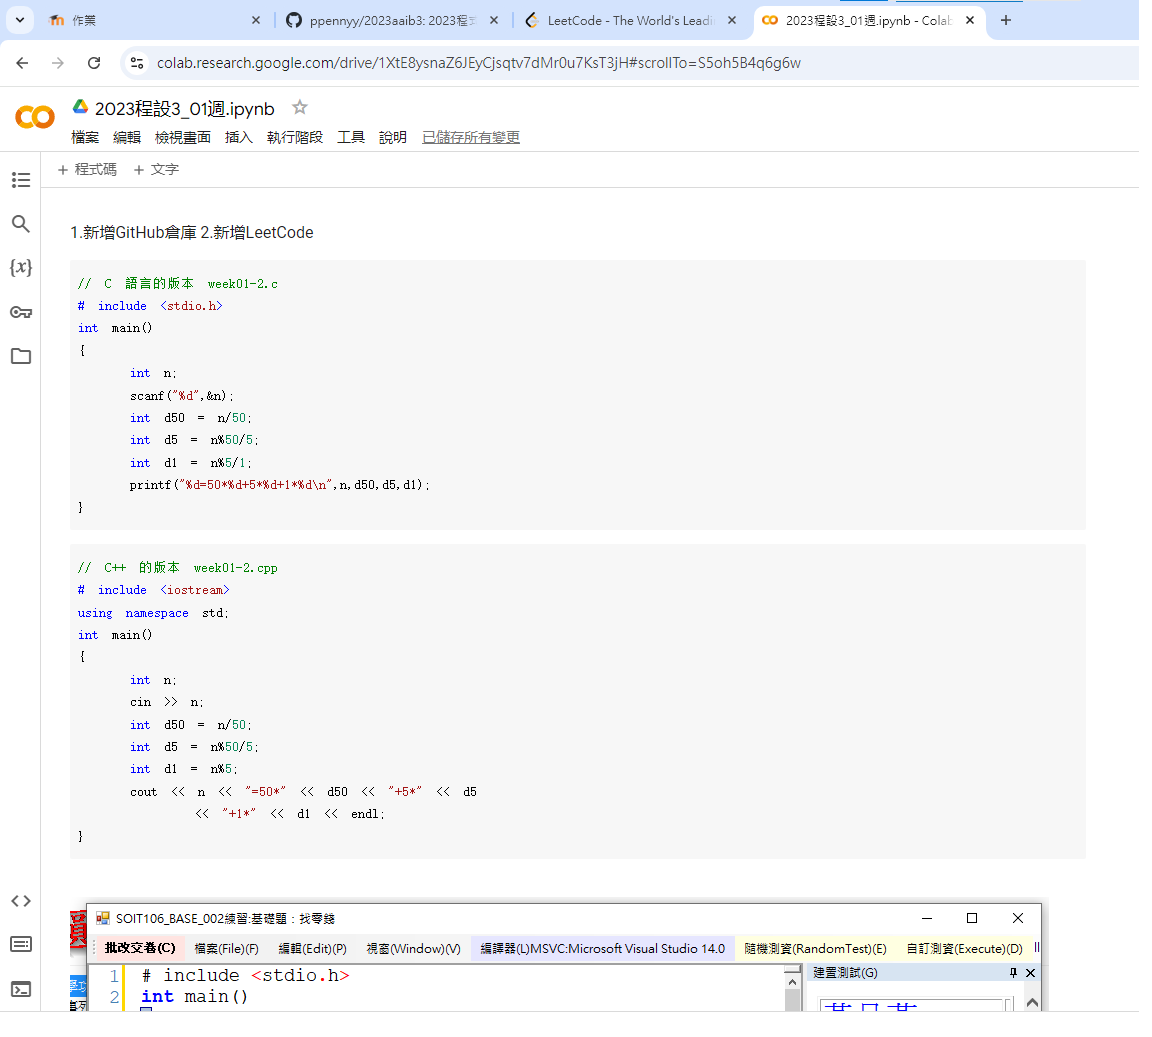 作業
ppennyy/2023aaib3: 2023程
LeetCode - The World's Leadi
2023程設3_01週.ipynb - Colab
colab.research.google.com/drive/1XtE8ysnaZ6JEyCjsqtv7dMr0u7KsT3jH#scrollTo=S5oh5B4q6g6w
2023程設3_01週.ipynb
檔案 編輯 檢視畫面 插入 執行階段 工具 說明 已儲存所有變更
+ 程式碼 + 文字
1.新增GitHub倉庫 2.新增LeetCode
// C 語言的版本 week01-2.c
# include <stdio.h>
int main()
{
int n;
scanf("%d",&n);
int d50 = n/50;
int d5 = n%50/5;
int d1 = n%5/1;
printf("%d=50*%d+5*%d+1*%d\n",n,d50,d5,d1);
}
// C++ 的版本 week01-2.cpp
# include <iostream>
using namespace std;
int main()
{
int n;
cin >> n;
int d50 = n/50;
int d5 = n%50/5;
int d1 = n%5;
cout << n << "=50*" << d50 << "+5*" << d5
<< "+1*" << d1 << endl;
}
SOIT106_BASE_002練習:基礎題：找零錢
批改交卷(C) 檔案(File)(F) 編輯(Edit)(P) 視窗(Window)(V) 編譯器(L)MSVC:Microsoft Visual Studio 14.0 隨機測資(RandomTest)(E) 自訂測資(Execute)(D)
1 # include <stdio.h>
建置測試(G)
2 int main()